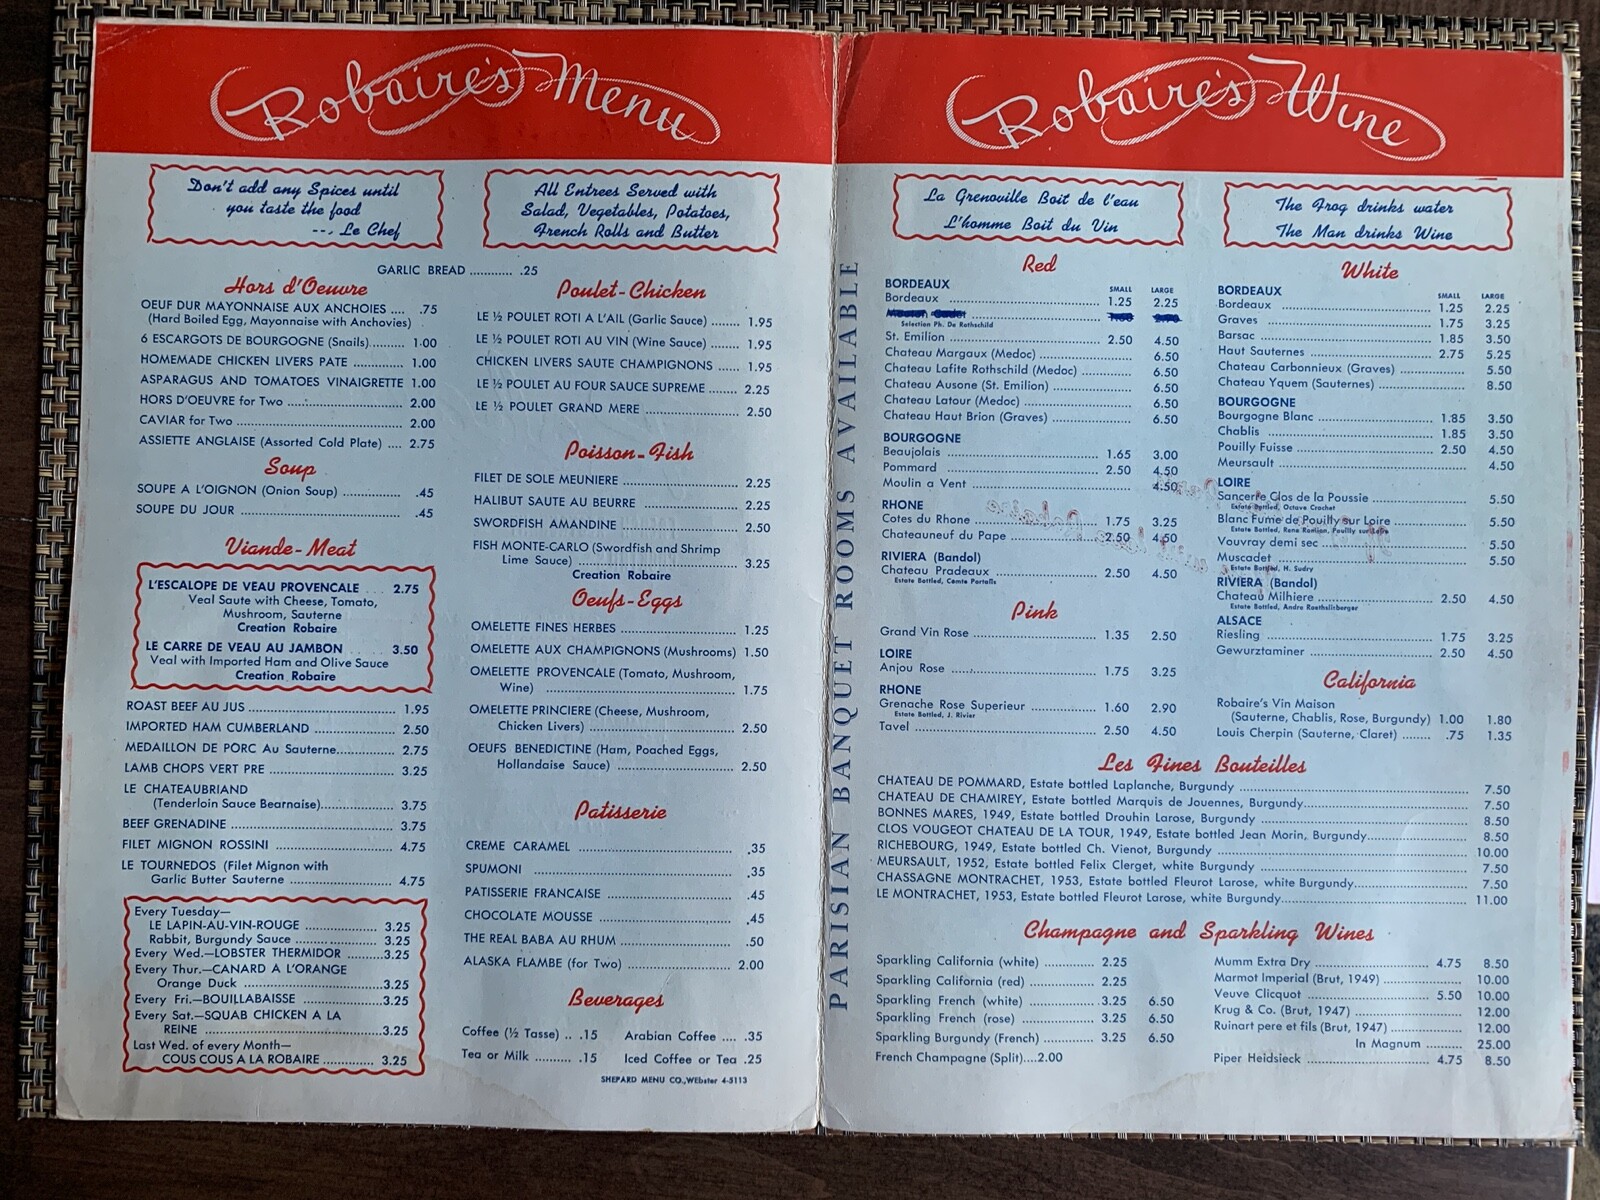 Robaire's Menu
Don't add any Spices until
you taste the food
--. Le Chef
All Entrees Served with
Salad, Vegetables, Potatoes,
French Rolls and Butter
GARLIC BREAD ............ .25
Hors d'Oeuvre
OEUF DUR MAYONNAISE AUX ANCHOIES .... .75
(Hard Boiled Egg, Mayonnaise with Anchovies)
6 ESCARGOTS DE BOURGOGNE (Snails) ........ 1.00
HOMEMADE CHICKEN LIVERS PATE ........ 1.00
ASPARAGUS AND TOMATOES VINAIGRETTE 1.00
HORS D'OEUVRE for Two ........ 2.00
CAVIAR for Two ........ 2.00
ASSIETTE ANGLAISE (Assorted Cold Plate) .... 2.75
Soup
SOUPE A L'OIGNON (Onion Soup) ........ .45
SOUPE DU JOUR ........ .45
Viande-Meat
L'ESCALOPE DE VEAU PROVENCALE . . . 2.75
Veal Saute with Cheese, Tomato,
Mushroom, Sauterne
Creation Robaire
LE CARRE DE VEAU AU JAMBON . . . . 3.50
Veal with Imported Ham and Olive Sauce
Creation Robaire
ROAST BEEF AU JUS ........ 1.95
IMPORTED HAM CUMBERLAND ........ 2.50
MEDAILLON DE PORC Au Sauterne ........ 2.75
LAMB CHOPS VERT PRE ........ 3.25
LE CHATEAUBRIAND
(Tenderloin Sauce Bearnaise) ........ 3.75
BEEF GRENADINE ........ 3.75
FILET MIGNON ROSSINI ........ 4.75
LE TOURNEDOS (Filet Mignon with
Garlic Butter Sauterne ........ 4.75
Every Tuesday—
LE LAPIN-AU-VIN-ROUGE ........ 3.25
Rabbit, Burgundy Sauce ........ 3.25
Every Wed.—LOBSTER THERMIDOR ........ 3.25
Every Thur.—CANARD A L'ORANGE
Orange Duck ........ 3.25
Every Fri.—BOUILLABAISSE ........ 3.25
Every Sat.—SQUAB CHICKEN A LA
REINE ........ 3.25
Last Wed. of every Month—
COUS COUS A LA ROBAIRE ........ 3.25
Poulet-Chicken
LE ½ POULET ROTI A L'AIL (Garlic Sauce) ........ 1.95
LE ½ POULET ROTI AU VIN (Wine Sauce) ........ 1.95
CHICKEN LIVERS SAUTE CHAMPIGNONS ........ 1.95
LE ½ POULET AU FOUR SAUCE SUPREME ........ 2.25
LE ½ POULET GRAND MERE ........ 2.50
Poisson-Fish
FILET DE SOLE MEUNIERE ........ 2.25
HALIBUT SAUTE AU BEURRE ........ 2.25
SWORDFISH AMANDINE ........ 2.50
FISH MONTE-CARLO (Swordfish and Shrimp
Lime Sauce) ........ 3.25
Creation Robaire
Oeufs-Eggs
OMELETTE FINES HERBES ........ 1.25
OMELETTE AUX CHAMPIGNONS (Mushrooms) 1.50
OMELETTE PROVENCALE (Tomato, Mushroom,
Wine) ........ 1.75
OMELETTE PRINCIERE (Cheese, Mushroom,
Chicken Livers) ........ 2.50
OEUFS BENEDICTINE (Ham, Poached Eggs,
Hollandaise Sauce) ........ 2.50
Patisserie
CREME CARAMEL ........ .35
SPUMONI ........ .35
PATISSERIE FRANCAISE ........ .45
CHOCOLATE MOUSSE ........ .45
THE REAL BABA AU RHUM ........ .50
ALASKA FLAMBE (for Two) ........ 2.00
Beverages
Coffee (½ Tasse) .. .15 Arabian Coffee .... .35
Tea or Milk ........ .15 Iced Coffee or Tea .25
SHEPARD MENU CO., WEbster 4-5113
PARISIAN BANQUET ROOMS AVAILABLE
Robaire's Wine
La Grenouille Boit de l'eau
L'homme Boit du Vin
The Frog drinks water
The Man drinks Wine
Red
BORDEAUX SMALL LARGE
Bordeaux ........ 1.25 2.25
Selection Ph. De Rothschild
St. Emilion ........ 2.50 4.50
Chateau Margaux (Medoc) ........ 6.50
Chateau Lafite Rothschild (Medoc) ........ 6.50
Chateau Ausone (St. Emilion) ........ 6.50
Chateau Latour (Medoc) ........ 6.50
Chateau Haut Brion (Graves) ........ 6.50
BOURGOGNE
Beaujolais ........ 1.65 3.00
Pommard ........ 2.50 4.50
Moulin a Vent ........ 4.50
RHONE
Cotes du Rhone ........ 1.75 3.25
Chateauneuf du Pape ........ 2.50 4.50
RIVIERA (Bandol)
Chateau Pradeaux ........ 2.50 4.50
Estate Bottled, Comte Portalis
Pink
Grand Vin Rose ........ 1.35 2.50
LOIRE
Anjou Rose ........ 1.75 3.25
RHONE
Grenache Rose Superieur ........ 1.60 2.90
Estate Bottled, J. Rivier
Tavel ........ 2.50 4.50
White
BORDEAUX SMALL LARGE
Bordeaux ........ 1.25 2.25
Graves ........ 1.75 3.25
Barsac ........ 1.85 3.50
Haut Sauternes ........ 2.75 5.25
Chateau Carbonnieux (Graves) ........ 5.50
Chateau Yquem (Sauternes) ........ 8.50
BOURGOGNE
Bourgogne Blanc ........ 1.85 3.50
Chablis ........ 1.85 3.50
Pouilly Fuisse ........ 2.50 4.50
Meursault ........ 4.50
LOIRE
Sancerie Clos de la Poussie ........ 5.50
Estate Bottled, Octave Crochet
Blanc Fume de Pouilly sur Loire ........ 5.50
Estate Bottled, Rene
Vouvray demi sec ........ 5.50
Muscadet ........ 5.50
Estate Bottled, H. Sudry
RIVIERA (Bandol)
Chateau Milhiere ........ 2.50 4.50
Estate Bottled, Andre Roethslisberger
ALSACE
Riesling ........ 1.75 3.25
Gewurztaminer ........ 2.50 4.50
California
Robaire's Vin Maison
(Sauterne, Chablis, Rose, Burgundy) 1.00 1.80
Louis Cherpin (Sauterne, Claret) ........ .75 1.35
Les Fines Bouteilles
CHATEAU DE POMMARD, Estate bottled Laplanche, Burgundy ........ 7.50
CHATEAU DE CHAMIREY, Estate bottled Marquis de Jouennes, Burgundy ........ 7.50
BONNES MARES, 1949, Estate bottled Drouhin Larose, Burgundy ........ 8.50
CLOS VOUGEOT CHATEAU DE LA TOUR, 1949, Estate bottled Jean Morin, Burgundy ........ 8.50
RICHEBOURG, 1949, Estate bottled Ch. Vienot, Burgundy ........ 10.00
MEURSAULT, 1952, Estate bottled Felix Clerget, white Burgundy ........ 7.50
CHASSAGNE MONTRACHET, 1953, Estate bottled Fleurot Larose, white Burgundy ........ 7.50
LE MONTRACHET, 1953, Estate bottled Fleurot Larose, white Burgundy ........ 11.00
Champagne and Sparkling Wines
Sparkling California (white) ........ 2.25
Sparkling California (red) ........ 2.25
Sparkling French (white) ........ 3.25 6.50
Sparkling French (rose) ........ 3.25 6.50
Sparkling Burgundy (French) ........ 3.25 6.50
French Champagne (Split)....2.00
Mumm Extra Dry ........ 4.75 8.50
Marmot Imperial (Brut, 1949) ........ 10.00
Veuve Clicquot ........ 5.50 10.00
Krug & Co. (Brut, 1947) ........ 12.00
Ruinart pere et fils (Brut, 1947) ........ 12.00
In Magnum ........ 25.00
Piper Heidsieck ........ 4.75 8.50